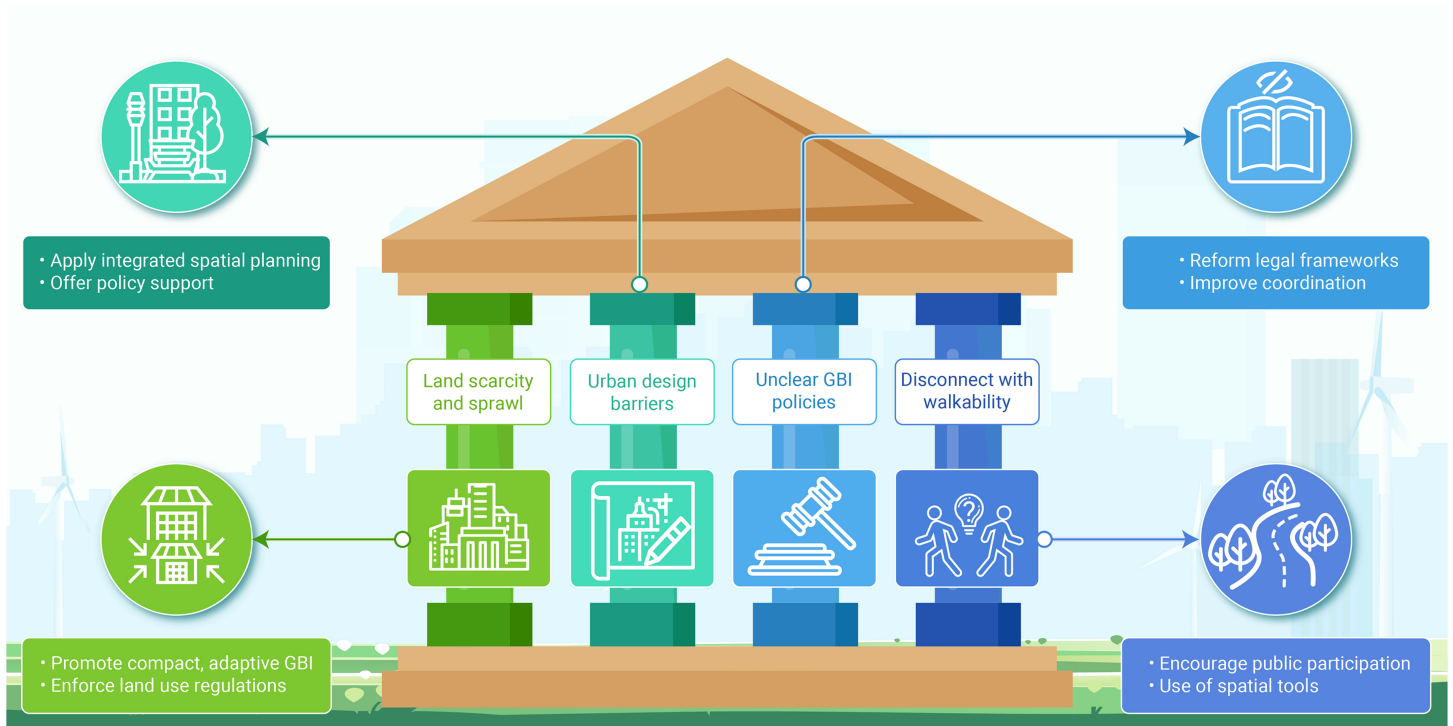 • Apply integrated spatial planning
• Offer policy support
• Reform legal frameworks
• Improve coordination
Land scarcity
and sprawl
Urban design
barriers
Unclear GBI
policies
Disconnect with
walkability
?
• Promote compact, adaptive GBI
• Enforce land use regulations
• Encourage public participation
• Use of spatial tools